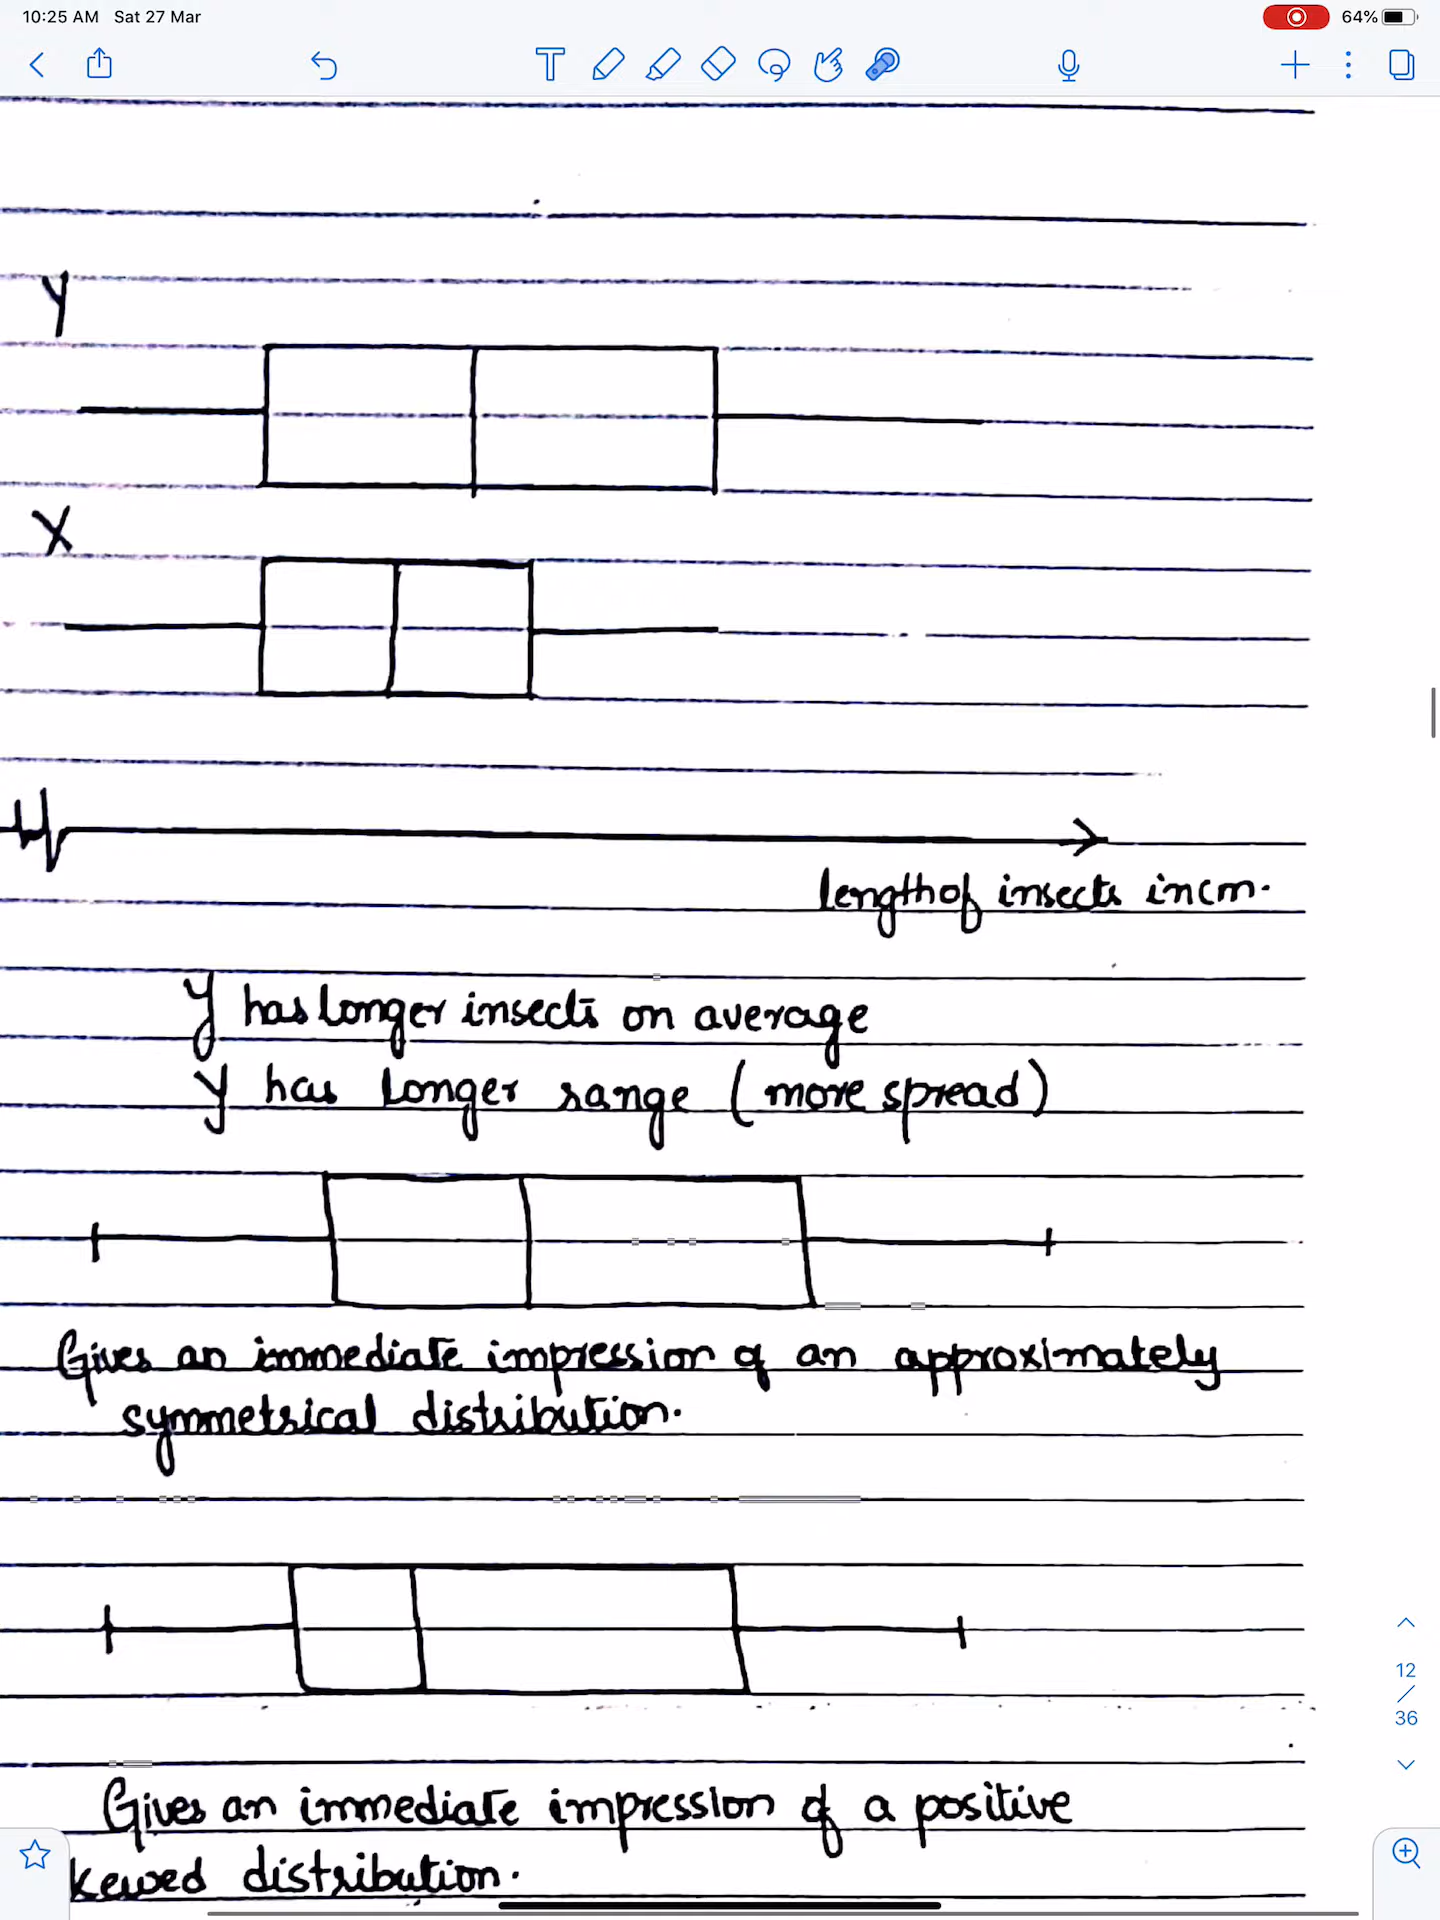 10:25 AM Sat 27 Mar
64%
Y
X
length of insects in cm.
Y has longer insects on average
Y has longer range (more spread)
Gives an immediate impression of an approximately
symmetrical distribution.
12
/
36
Gives an immediate impression of a positive
kewed distribution.